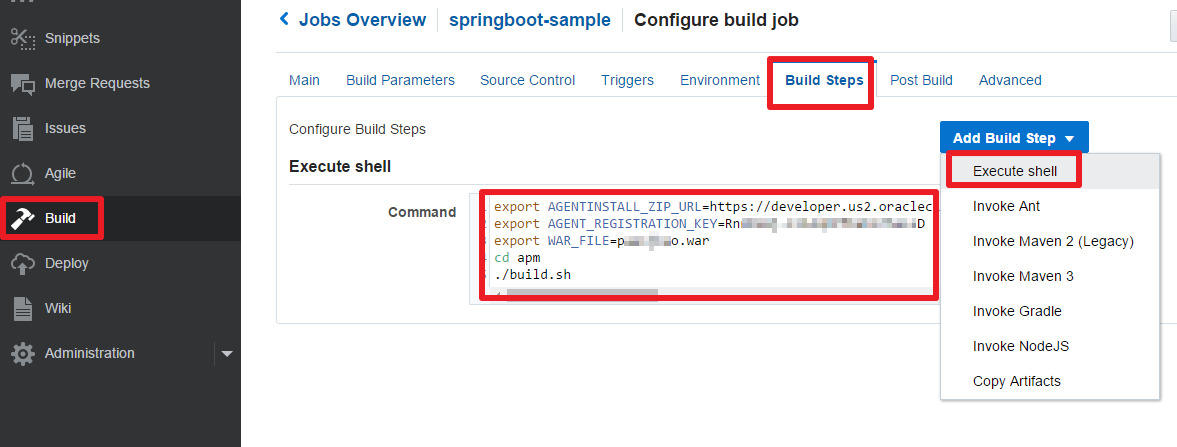 Snippets
Merge Requests
Issues
Agile
Build
Deploy
Wiki
Administration
Jobs Overview springboot-sample Configure build job
Main Build Parameters Source Control Triggers Environment Build Steps Post Build Advanced
Configure Build Steps
Add Build Step
Execute shell
Command
export AGENTINSTALL_ZIP_URL=https://developer.us2.oraclec
export AGENT_REGISTRATION_KEY=Rn
export WAR_FILE=p o.war
cd apm
./build.sh
Execute shell
Invoke Ant
Invoke Maven 2 (Legacy)
Invoke Maven 3
Invoke Gradle
Invoke NodeJS
Copy Artifacts